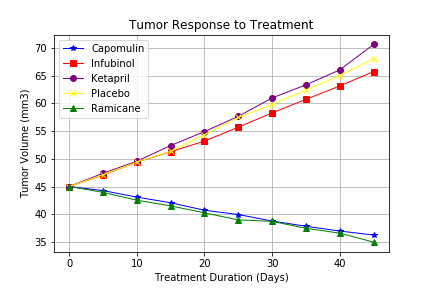 Tumor Response to Treatment
Capomulin
Infubinol
Ketapril
Placebo
Ramicane
Tumor Volume (mm3)
70
65
60
55
50
45
40
35
0
10
20
30
40
Treatment Duration (Days)